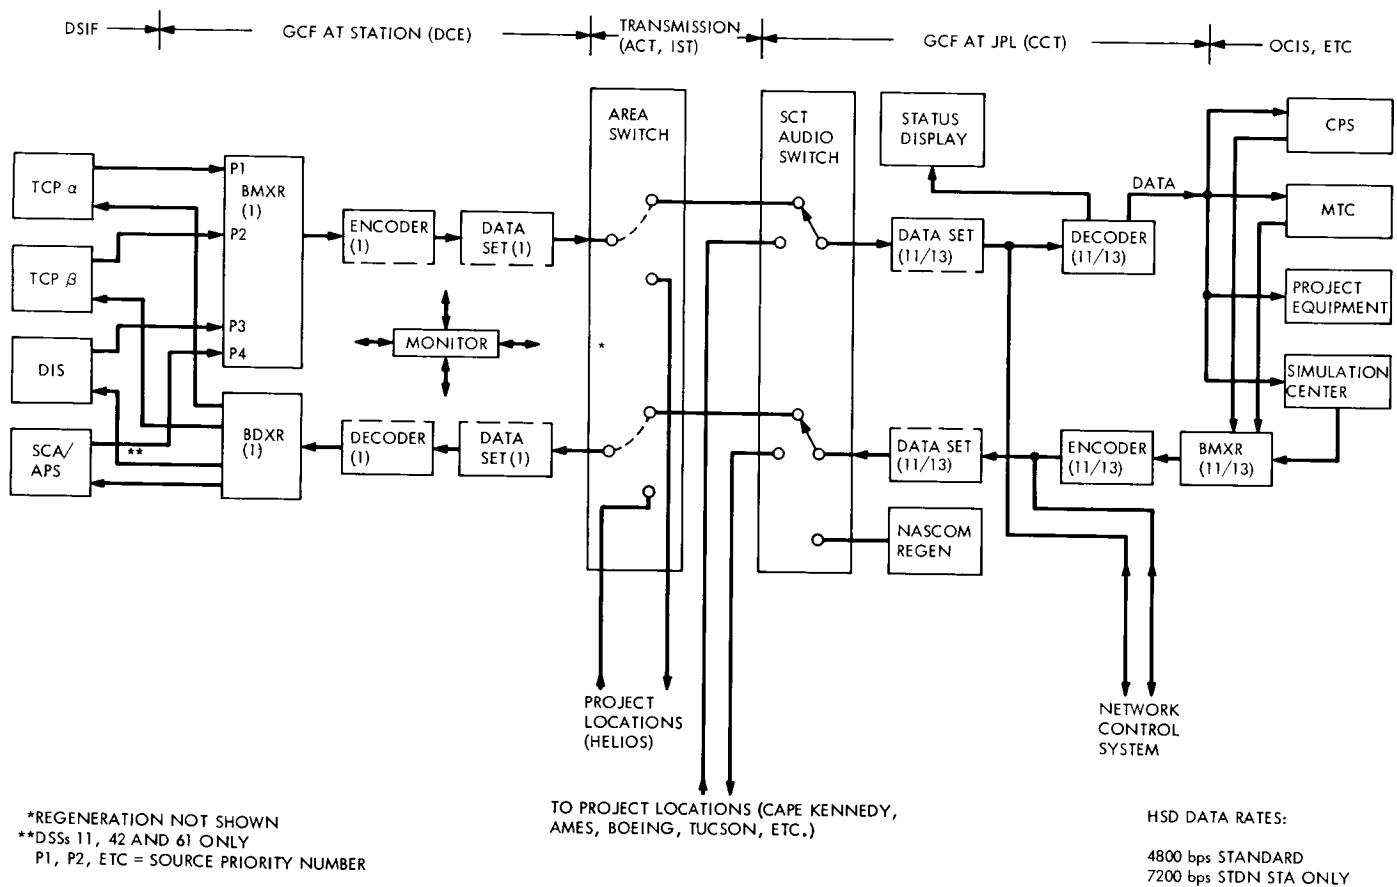 DSIF
GCF AT STATION (DCE)
TRANSMISSION
(ACT, IST)
GCF AT JPL (CCT)
OCIS, ETC
AREA
SWITCH
SCT
AUDIO
SWITCH
STATUS
DISPLAY
CPS
TCP α
P1
BMXR
(1)
DATA
MTC
ENCODER
(1)
DATA
SET (1)
P2
DATA SET
(11/13)
DECODER
(11/13)
TCP β
PROJECT
EQUIPMENT
P3
MONITOR
*
P4
DIS
SIMULATION
CENTER
BDXR
(1)
DECODER
(1)
DATA
SET (1)
DATA SET
(11/13)
ENCODER
(11/13)
BMXR
(11/13)
SCA/
APS
**
NASCOM
REGEN
PROJECT
LOCATIONS
(HELIOS)
NETWORK
CONTROL
SYSTEM
TO PROJECT LOCATIONS (CAPE KENNEDY,
AMES, BOEING, TUCSON, ETC.)
*REGENERATION NOT SHOWN
**DSSs 11, 42 AND 61 ONLY
P1, P2, ETC = SOURCE PRIORITY NUMBER
HSD DATA RATES:
4800 bps STANDARD
7200 bps STDN STA ONLY